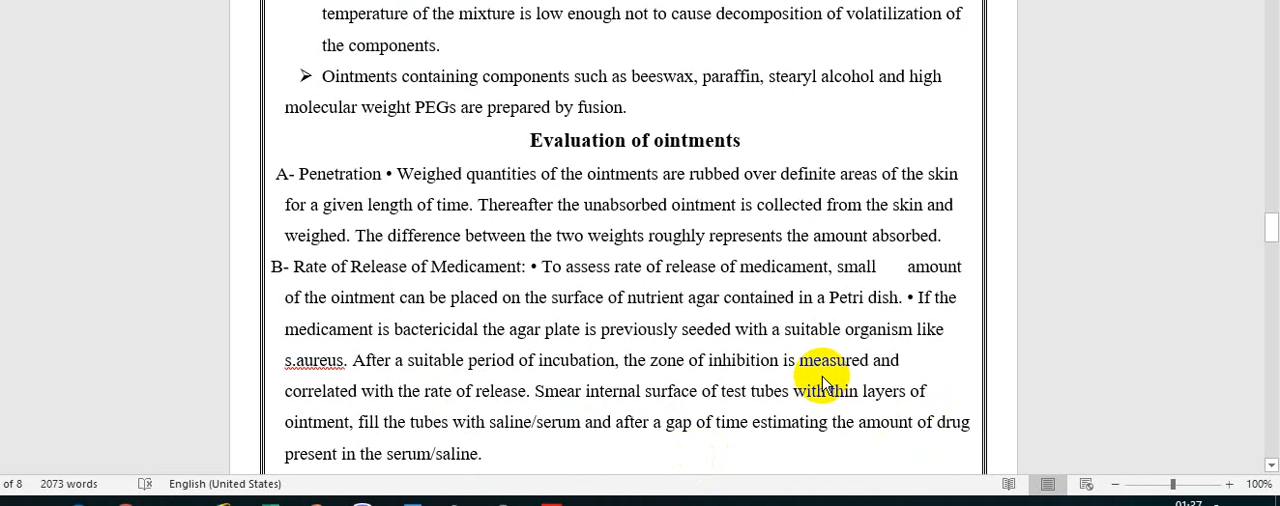 temperature of the mixture is low enough not to cause decomposition of volatilization of
the components.
➢ Ointments containing components such as beeswax, paraffin, stearyl alcohol and high
molecular weight PEGs are prepared by fusion.
Evaluation of ointments
A- Penetration • Weighed quantities of the ointments are rubbed over definite areas of the skin
for a given length of time. Thereafter the unabsorbed ointment is collected from the skin and
weighed. The difference between the two weights roughly represents the amount absorbed.
B- Rate of Release of Medicament: • To assess rate of release of medicament, small amount
of the ointment can be placed on the surface of nutrient agar contained in a Petri dish. • If the
medicament is bactericidal the agar plate is previously seeded with a suitable organism like
s.aureus. After a suitable period of incubation, the zone of inhibition is measured and
correlated with the rate of release. Smear internal surface of test tubes with thin layers of
ointment, fill the tubes with saline/serum and after a gap of time estimating the amount of drug
present in the serum/saline.
of 8 2073 words English (United States) 100%
01:37